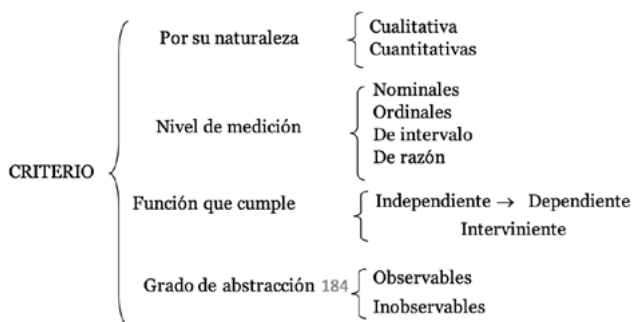 Por su naturaleza
Cualitativa
Cuantitativas
Nivel de medición
Nominales
Ordinales
De intervalo
De razón
CRITERIO
Función que cumple
Independiente → Dependiente
Interviniente
Grado de abstracción 184
Observables
Inobservables